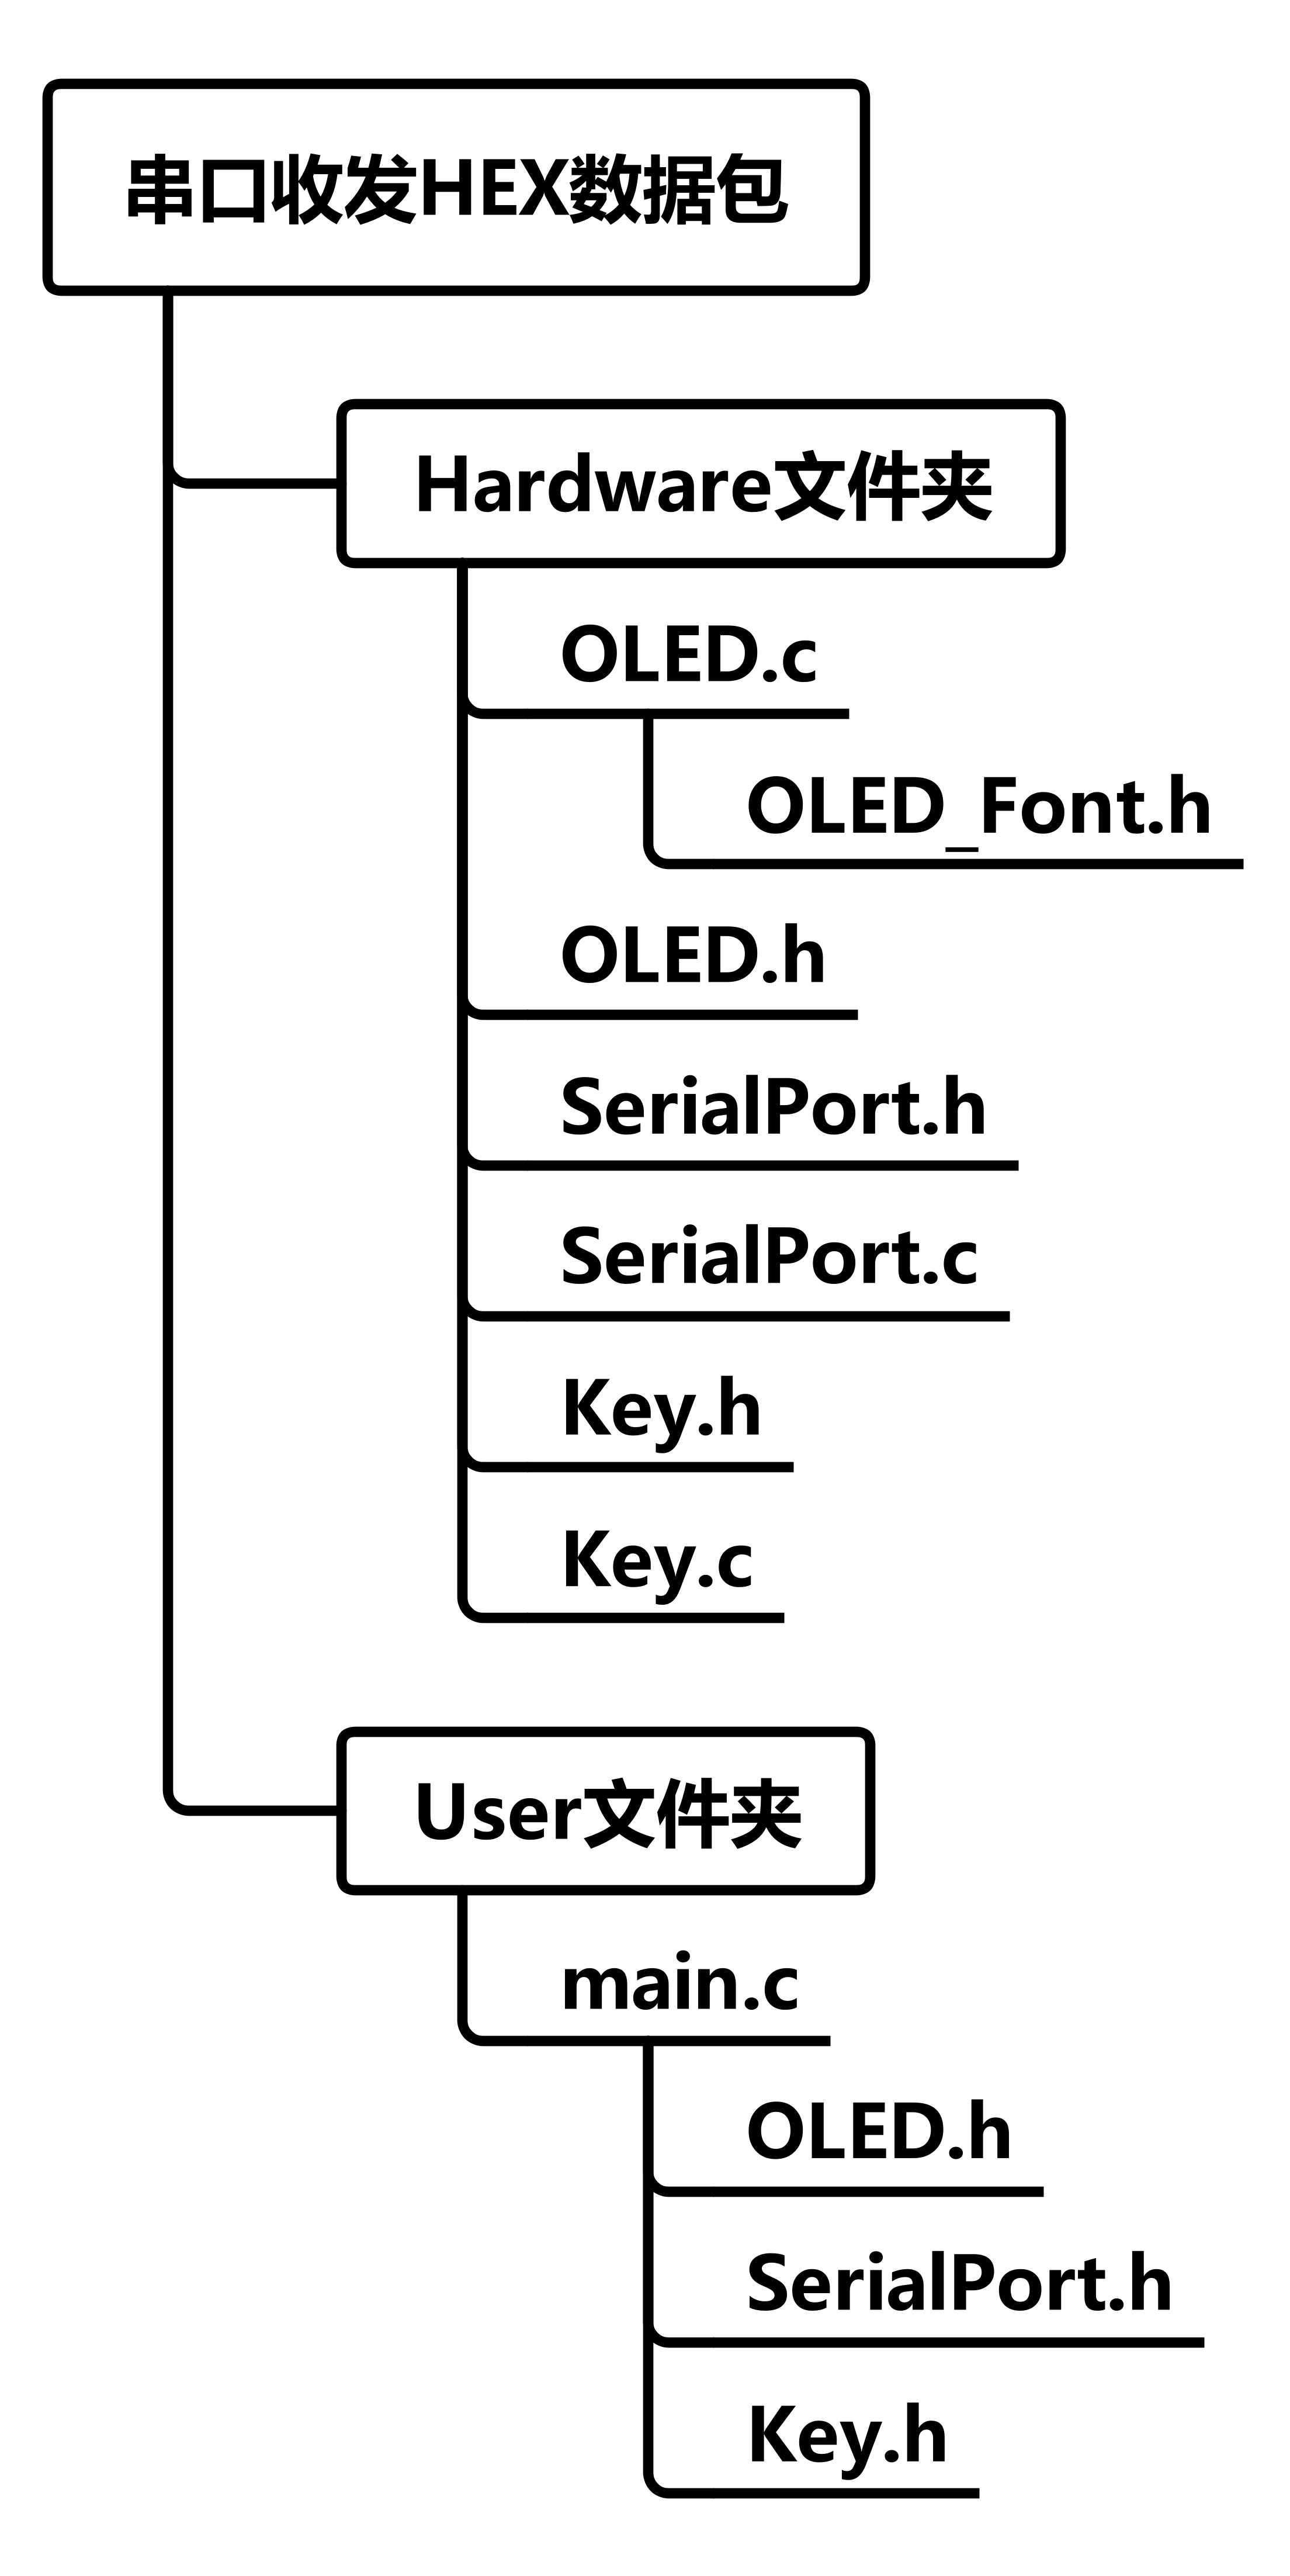 串口收发HEX数据包
Hardware文件夹
OLED.c
OLED_Font.h
OLED.h
SerialPort.h
SerialPort.c
Key.h
Key.c
User文件夹
main.c
OLED.h
SerialPort.h
Key.h